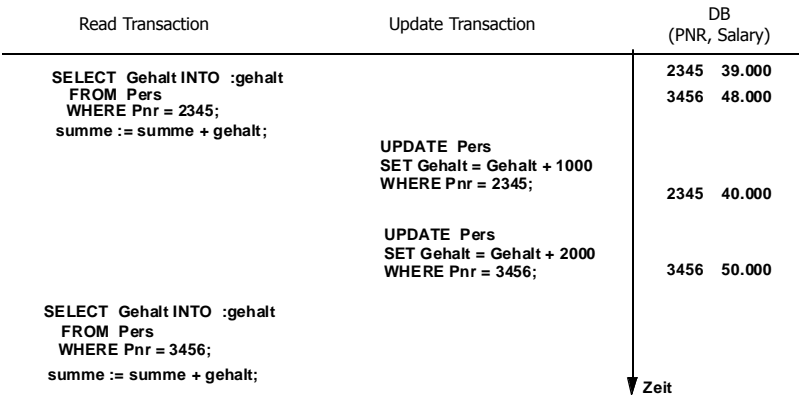 Read Transaction
Update Transaction
DB
(PNR, Salary)
SELECT Gehalt INTO :gehalt
FROM Pers
WHERE Pnr = 2345;
summe := summe + gehalt;
2345 39.000
3456 48.000
UPDATE Pers
SET Gehalt = Gehalt + 1000
WHERE Pnr = 2345;
2345 40.000
UPDATE Pers
SET Gehalt = Gehalt + 2000
WHERE Pnr = 3456;
3456 50.000
SELECT Gehalt INTO :gehalt
FROM Pers
WHERE Pnr = 3456;
summe := summe + gehalt;
Zeit